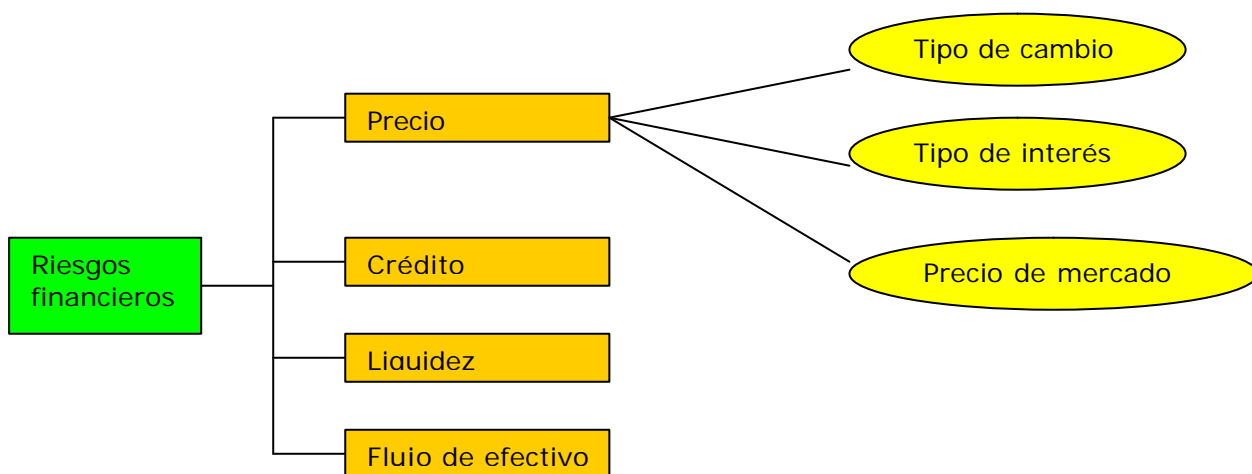 Tipo de cambio
Precio
Tipo de interés
Riesgos
financieros
Crédito
Precio de mercado
Liquidez
Flujo de efectivo